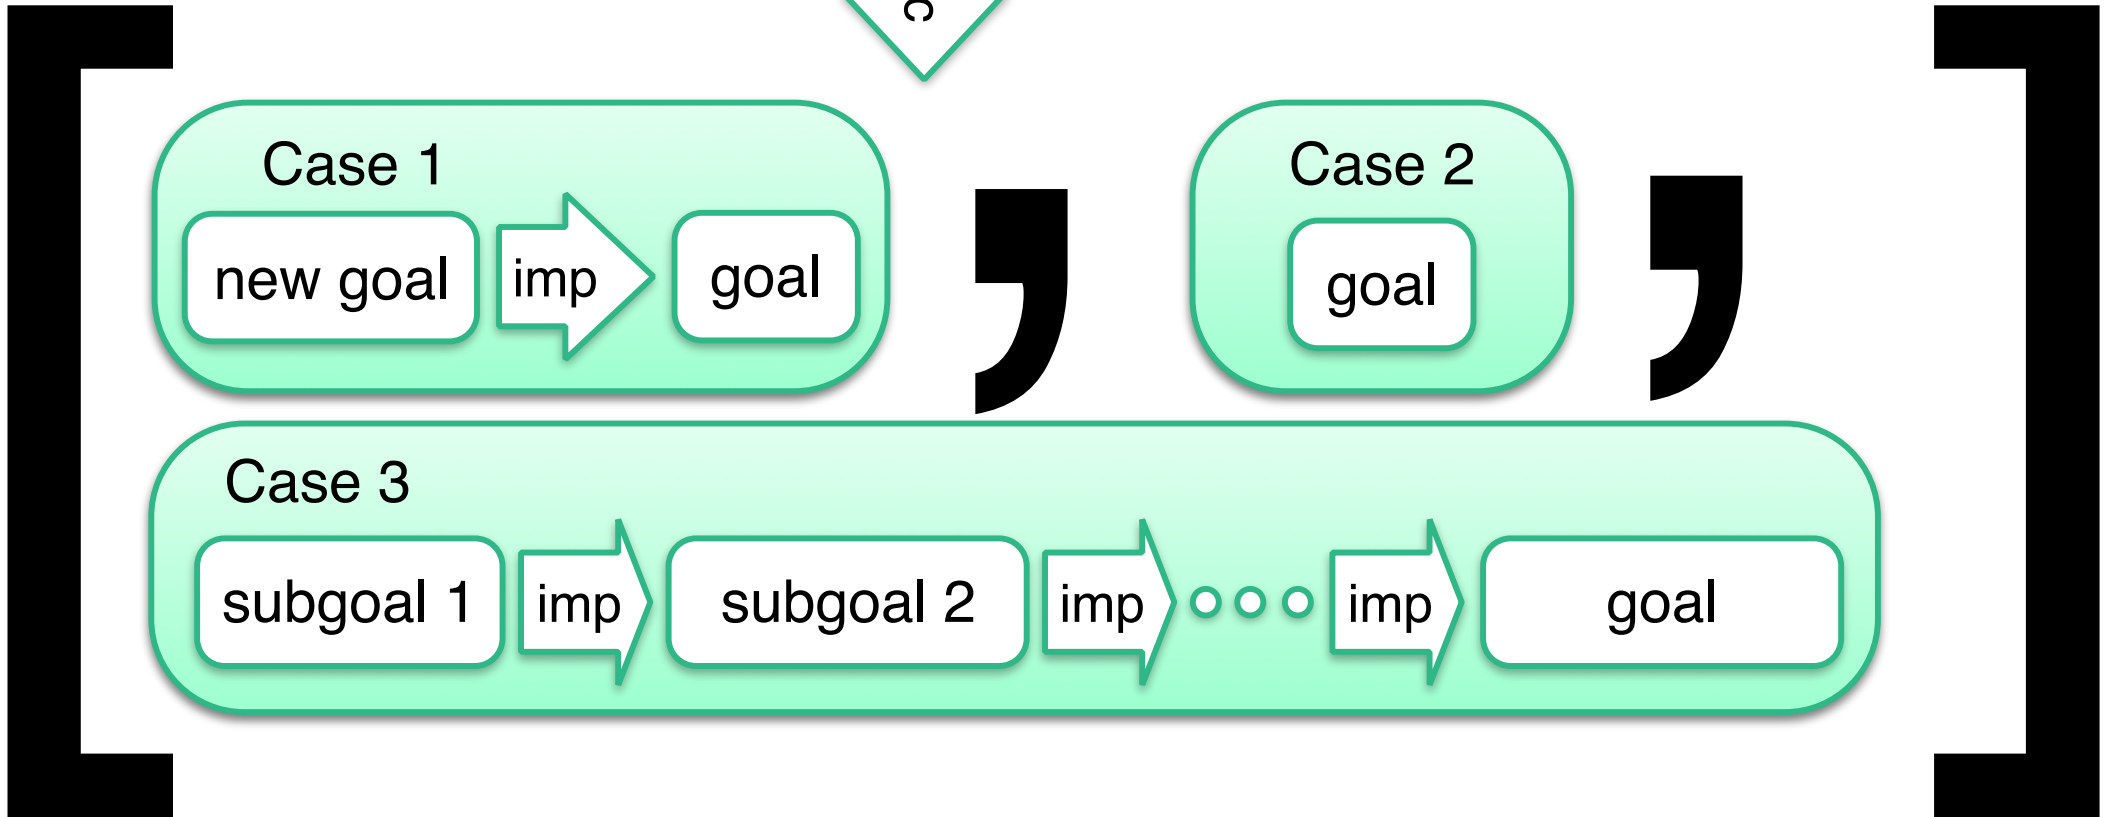 c
[
Case 1
new goal imp goal
,
Case 2
goal
,
Case 3
subgoal 1 imp subgoal 2 imp imp goal
]